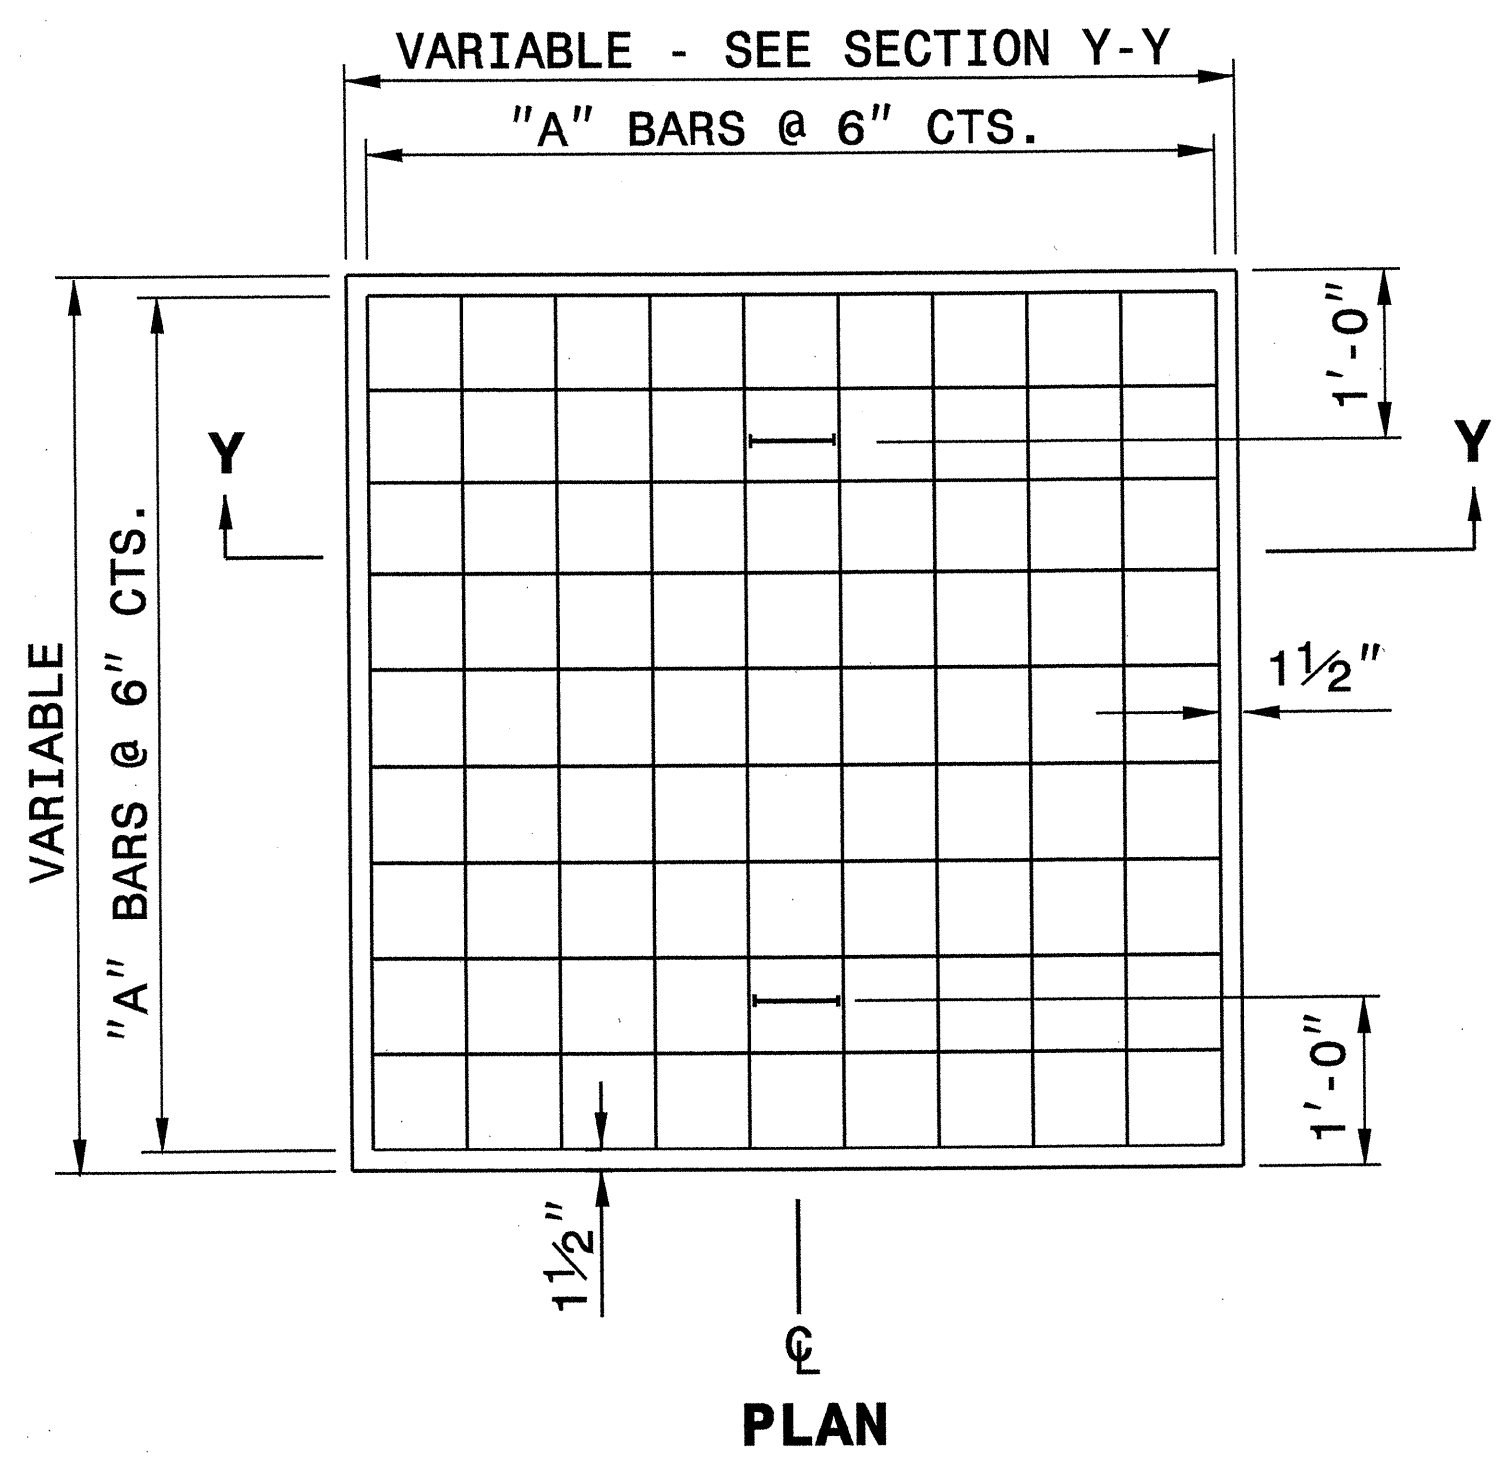 VARIABLE - SEE SECTION Y-Y
"A" BARS @ 6" CTS.
1'-0"
Y
Y
VARIABLE
"A" BARS @ 6" CTS.
1½"
1'-0"
1½"
℄
PLAN